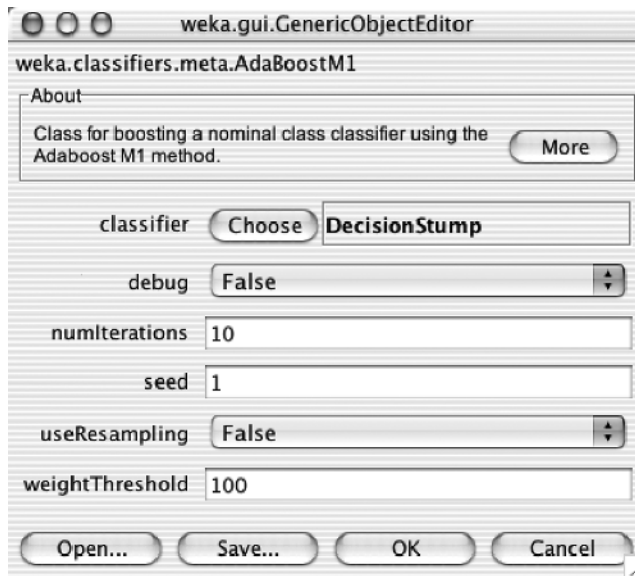 weka.gui.GenericObjectEditor
weka.classifiers.meta.AdaBoostM1
About
Class for boosting a nominal class classifier using the
Adaboost M1 method.
More
classifier Choose DecisionStump
debug False
numIterations 10
seed 1
useResampling False
weightThreshold 100
Open... Save... OK Cancel